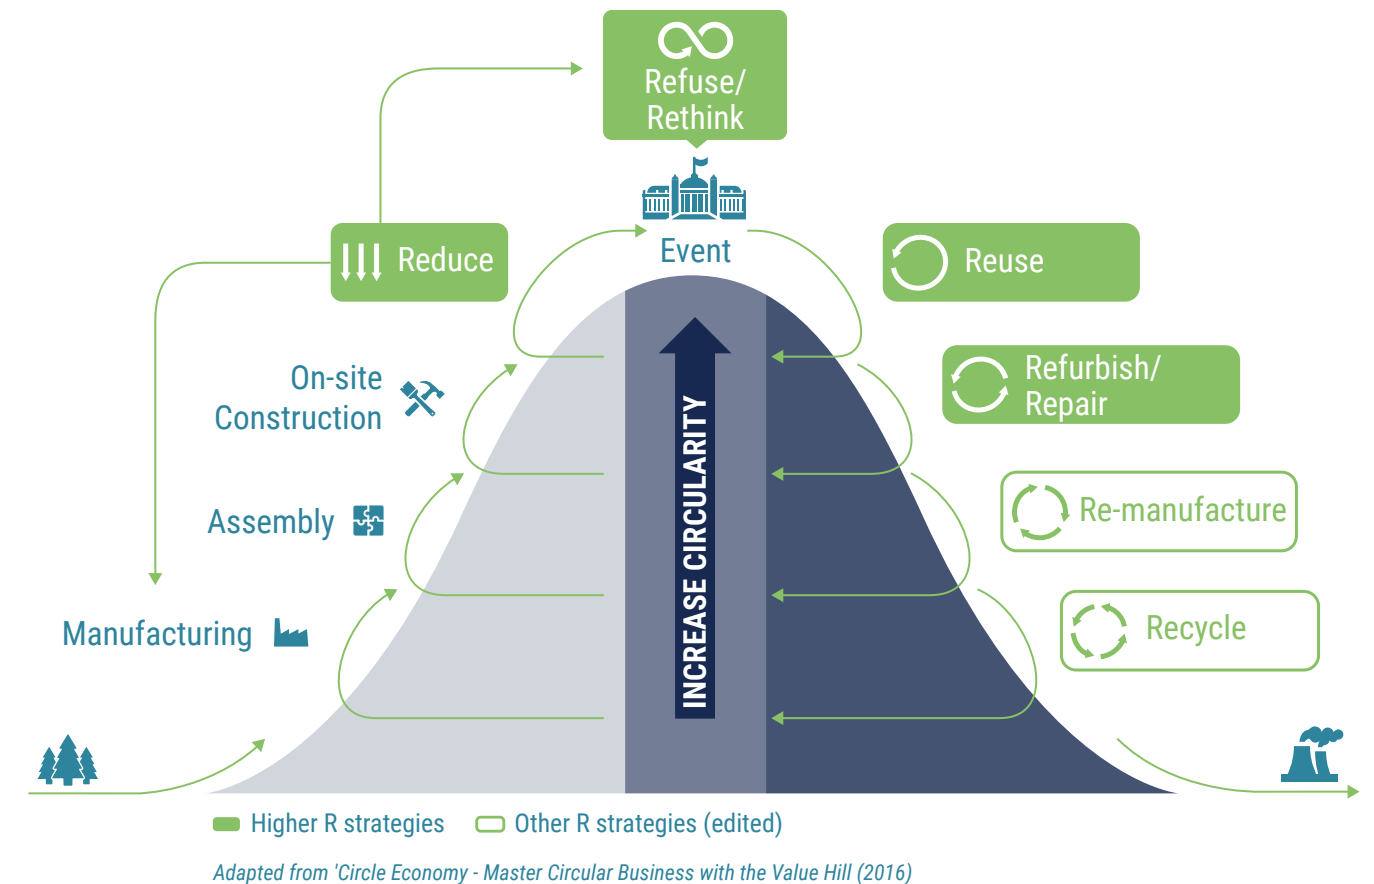 Refuse/
Rethink
Event
Reduce
Reuse
On-site
Construction
Refurbish/
Repair
Assembly
Re-manufacture
Manufacturing
Recycle
INCREASE CIRCULARITY
Higher R strategies
Other R strategies (edited)
Adapted from 'Circle Economy - Master Circular Business with the Value Hill (2016)